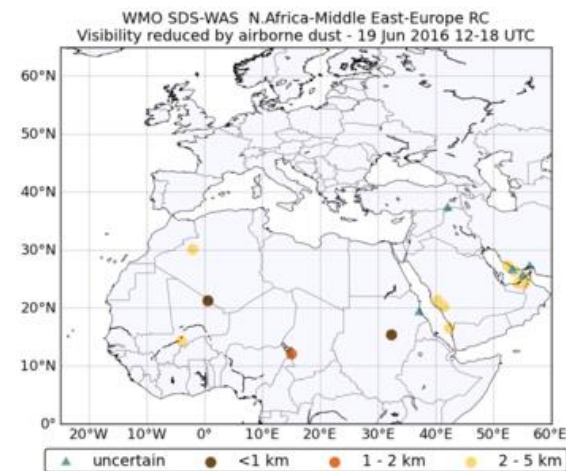 WMO SDS-WAS N.Africa-Middle East-Europe RC
Visibility reduced by airborne dust - 19 Jun 2016 12-18 UTC
60°N
50°N
40°N
30°N
20°N
10°N
0°
20°W 10°W 0° 10°E 20°E 30°E 40°E 50°E 60°E
uncertain <1 km 1 - 2 km 2 - 5 km